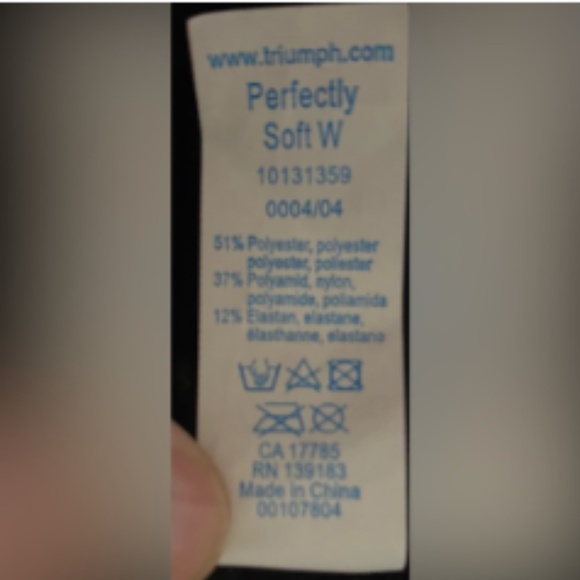 www.triumph.com
Perfectly
Soft W
10131359
0004/04
51% Polyester, polyester
polyester, poliester
37% Polyamid, nylon,
polyamide, poliamida
12% Elastan, elastane,
élasthanne, elastano
CA 17785
RN 139183
Made in China
00107804